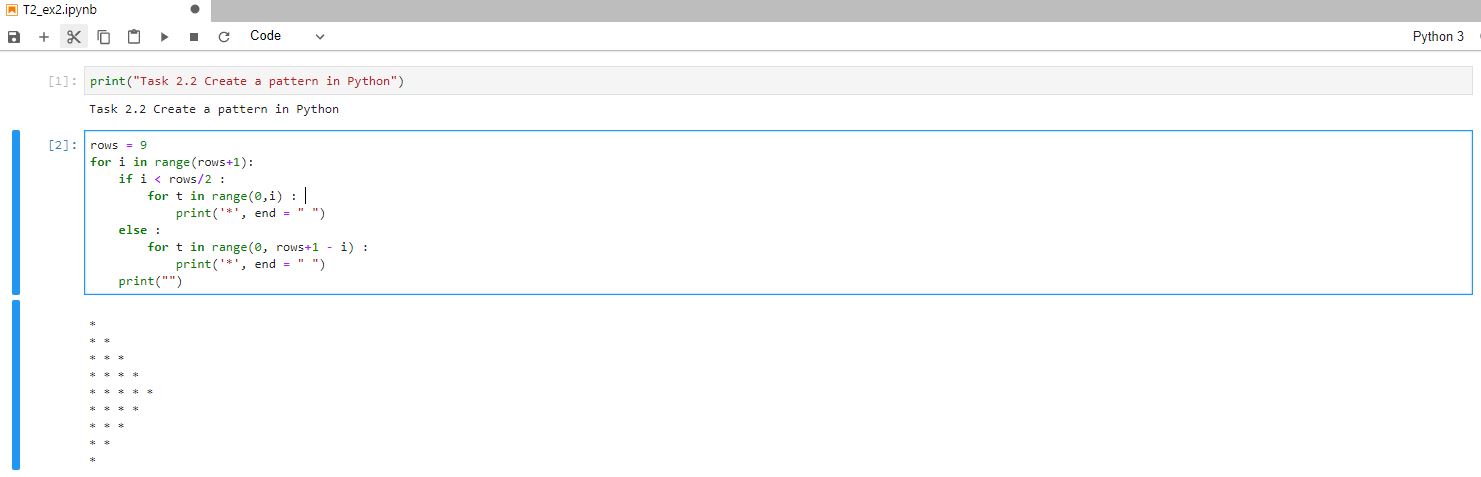 T2_ex2.ipynb
Code
Python 3
[1]: print("Task 2.2 Create a pattern in Python")
Task 2.2 Create a pattern in Python
[2]: rows = 9
for i in range(rows+1):
    if i < rows/2 :
        for t in range(0,i) :
            print('*', end = " ")
    else :
        for t in range(0, rows+1 - i) :
            print('*', end = " ")
    print("")
*
* *
* * *
* * * *
* * * * *
* * * *
* * *
* *
*